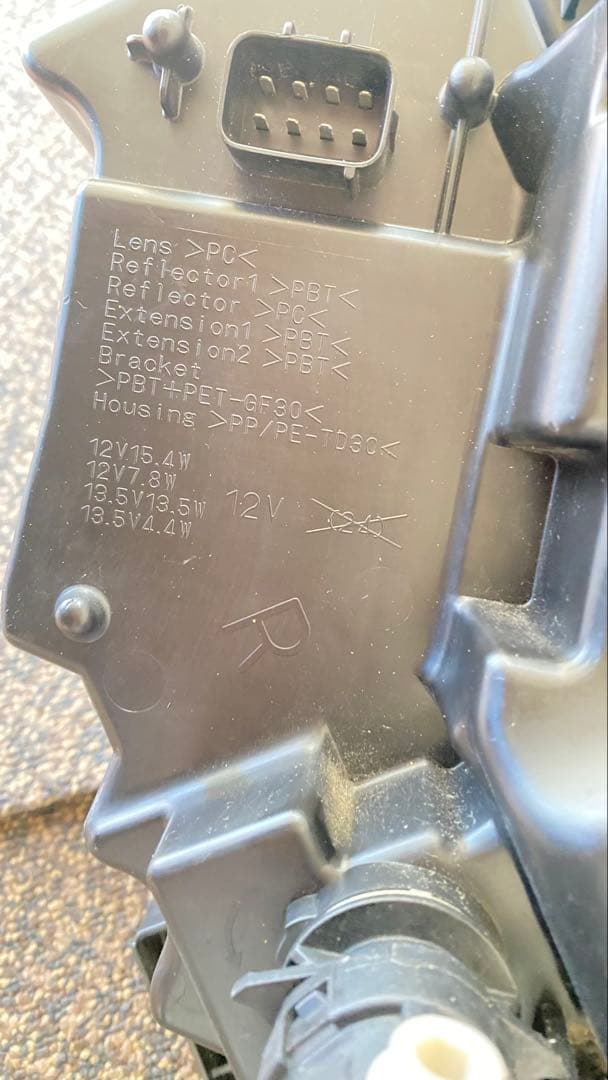 Lens >PC<
Reflector1 >PBT<
Reflector >PC<
Extension1 >PBT<
Extension2 >PBT<
Bracket
>PBT+PET-GF30<
Housing >PP/PE-TD30<
12V15.4W
12V7.8W
13.5V13.5W
13.5V4.4W
12V
R